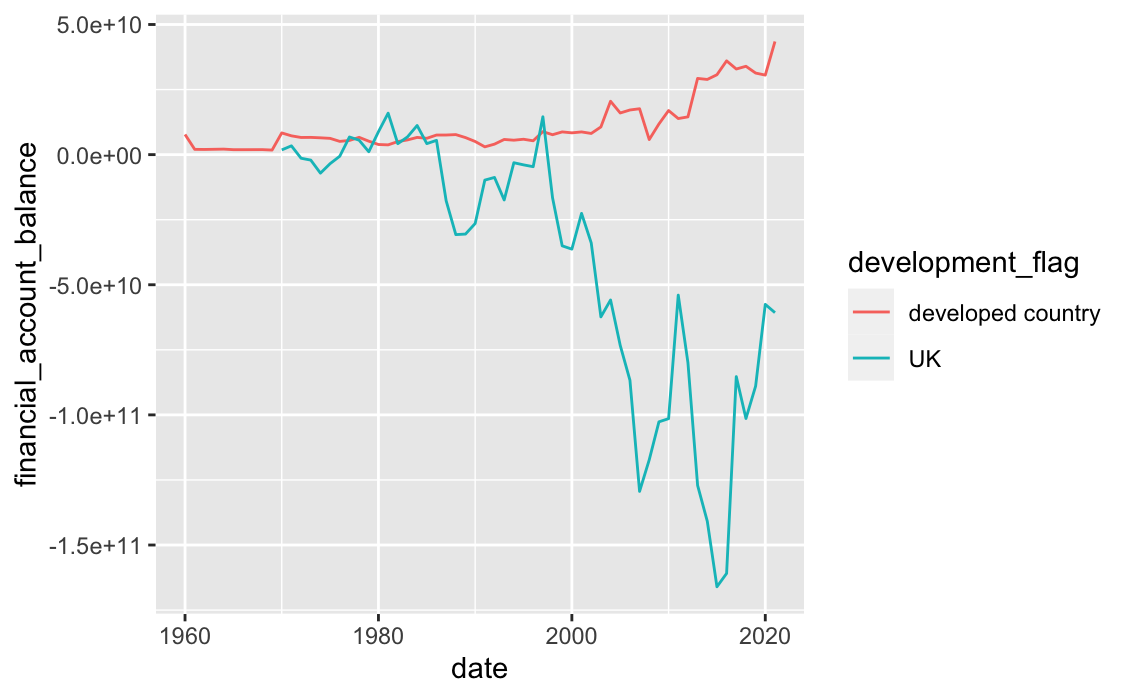 financial_account_balance
5.0e+10
0.0e+00
-5.0e+10
-1.0e+11
-1.5e+11
1960
1980
2000
2020
date
development_flag
developed country
UK